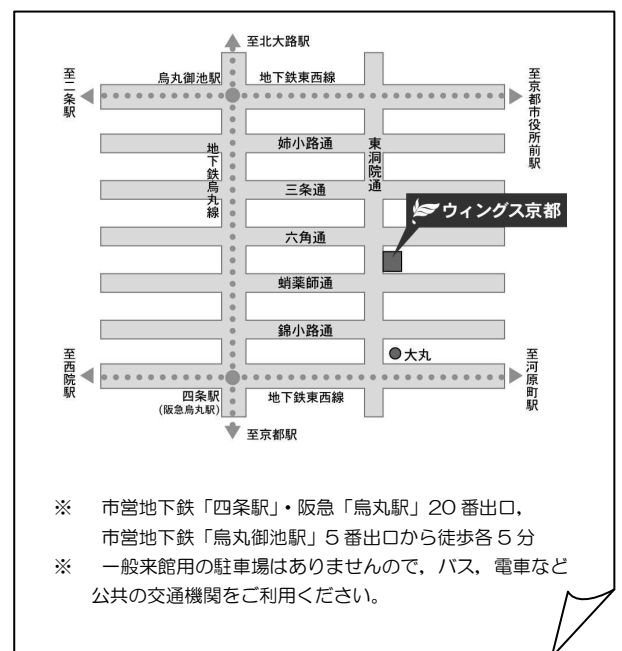 至北大路駅
烏丸御池駅
地下鉄東西線
至二条駅
至京都市役所前駅
姉小路通
地下鉄烏丸線
東洞院通
三条通
ウィングス京都
六角通
蛸薬師通
錦小路通
大丸
至西院駅
至河原町駅
四条駅
(阪急烏丸駅)
地下鉄東西線
至京都駅
※ 市営地下鉄「四条駅」・阪急「烏丸駅」20番出口，
市営地下鉄「烏丸御池駅」5番出口から徒歩各5分
※ 一般来館用の駐車場はありませんので，バス，電車など
公共の交通機関をご利用ください。